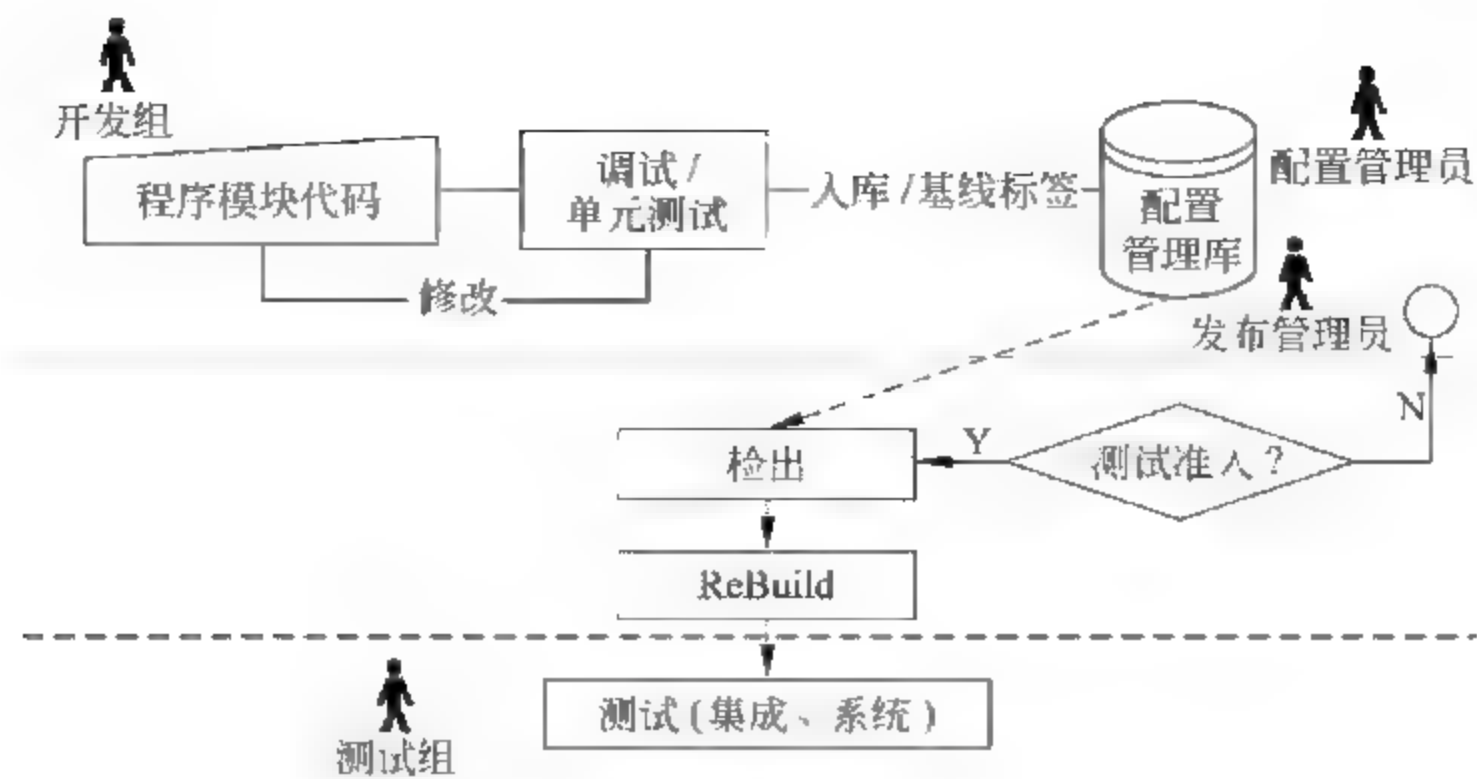 开发组
程序模块代码
调试/
单元测试
入库/基线标签
配置
管理库
配置管理员
修改
发布管理员
N
检出
Y
测试准入?
ReBuild
测试(集成、系统)
测试组